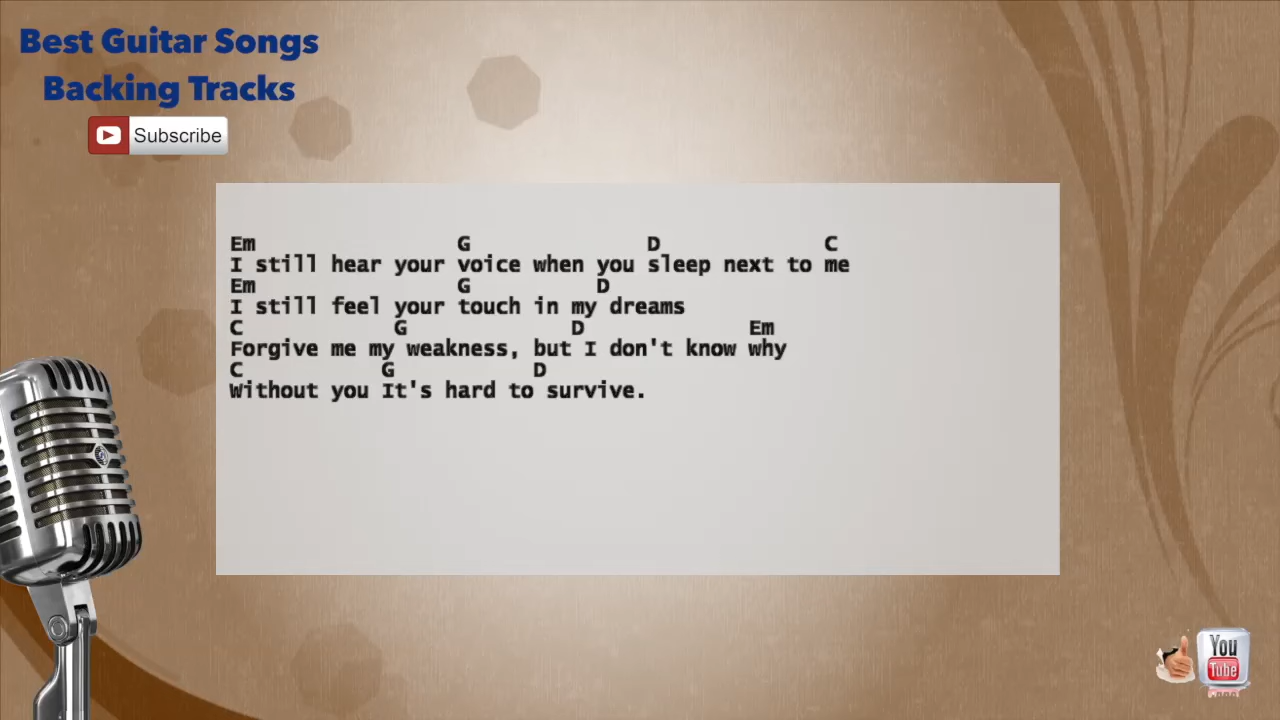 Best Guitar Songs
Backing Tracks
Subscribe
Em G D C
I still hear your voice when you sleep next to me
Em G D
I still feel your touch in my dreams
C G D Em
Forgive me my weakness, but I don't know why
C G D
Without you It's hard to survive.
You
Tube